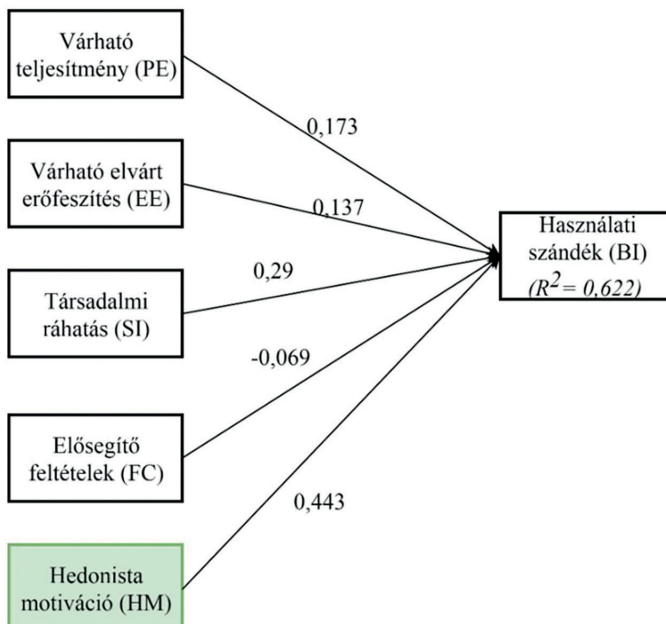 Várható
teljesítmény (PE)
0,173
Várható elvárt
erőfeszítés (EE)
0,137
Használati
szándék (BI)
(R² = 0,622)
Társadalmi
ráhatás (SI)
0,29
-0,069
Elősegítő
feltételek (FC)
0,443
Hedonista
motiváció (HM)